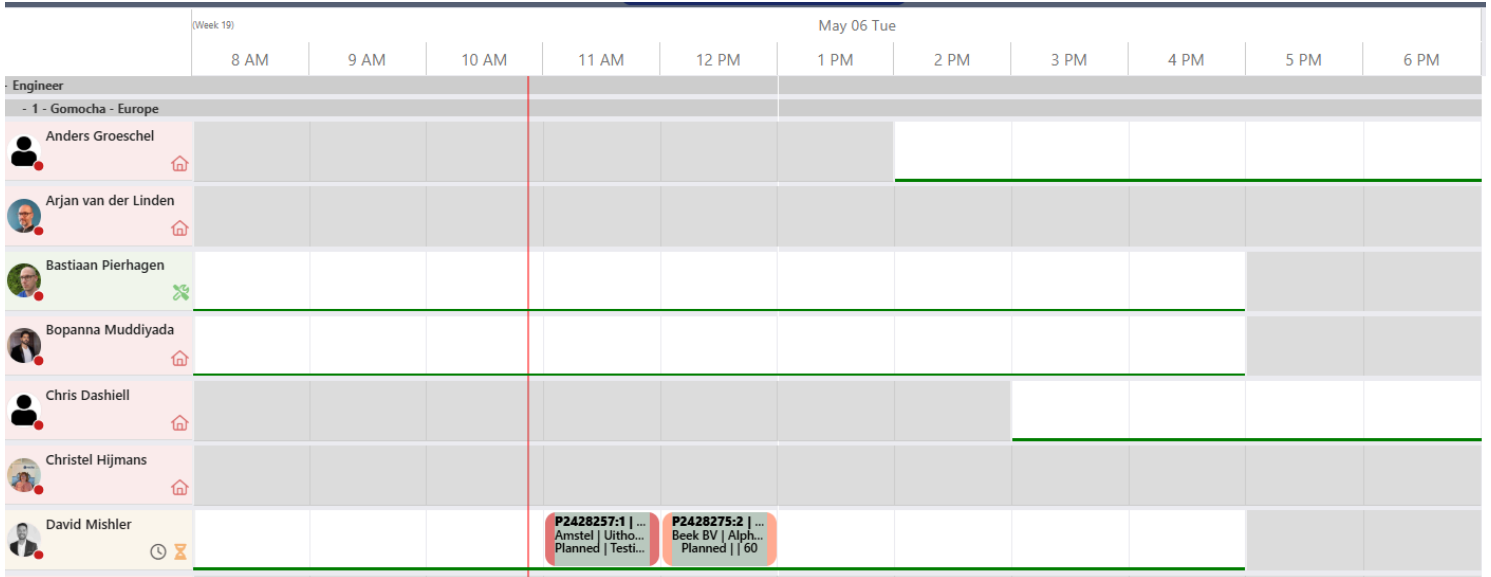 (Week 19)
May 06 Tue
8 AM 9 AM 10 AM 11 AM 12 PM 1 PM 2 PM 3 PM 4 PM 5 PM 6 PM
- Engineer
- 1 - Gomocha - Europe
Anders Groeschel
Arjan van der Linden
Bastiaan Pierhagen
Bopanna Muddiyada
Chris Dashiell
Christel Hijmans
David Mishler
P2428257:1 | ...
Amstel | Uitho...
Planned | Testi...
P2428275:2 | ...
Beek BV | Alph...
Planned | | 60